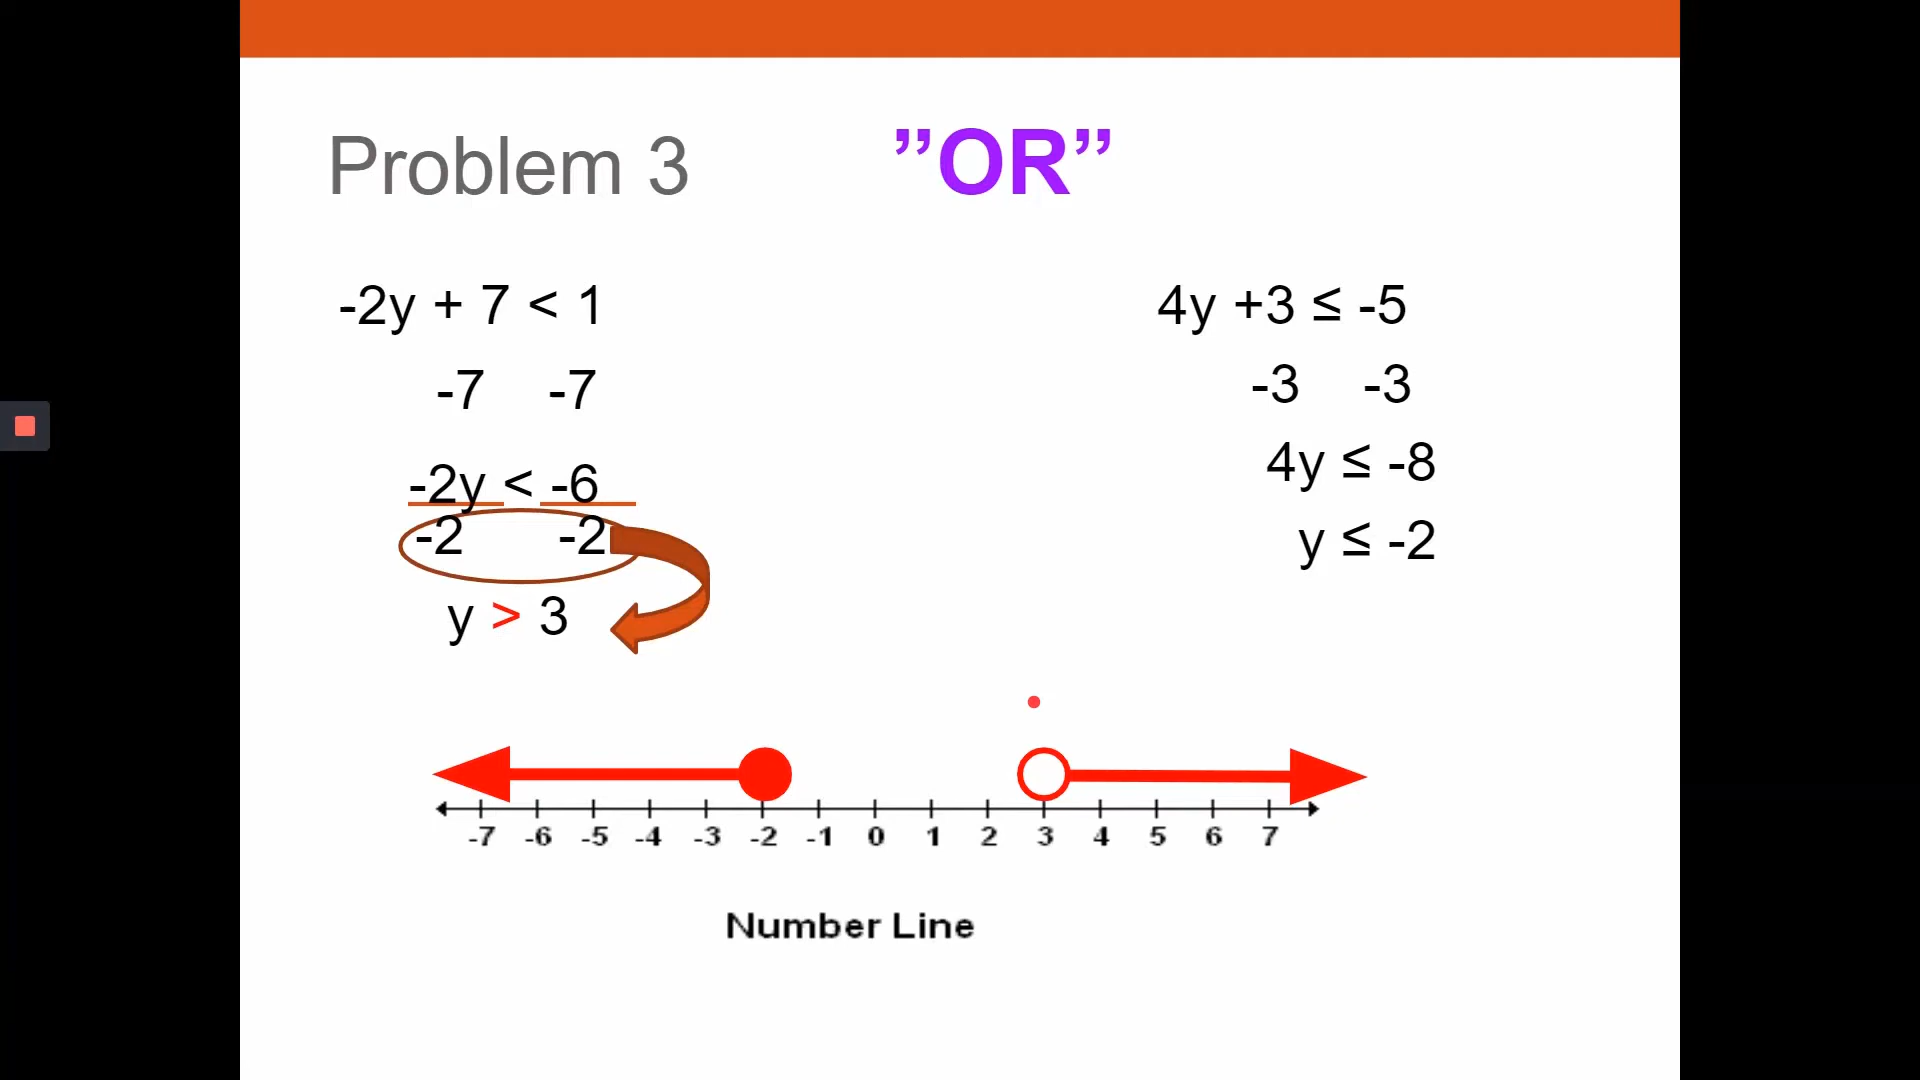 Problem 3 ”OR”
-2y + 7 < 1
-7 -7
-2y < -6
-2 -2
y > 3
4y +3 ≤ -5
-3 -3
4y ≤ -8
y ≤ -2
-7 -6 -5 -4 -3 -2 -1 0 1 2 3 4 5 6 7
Number Line